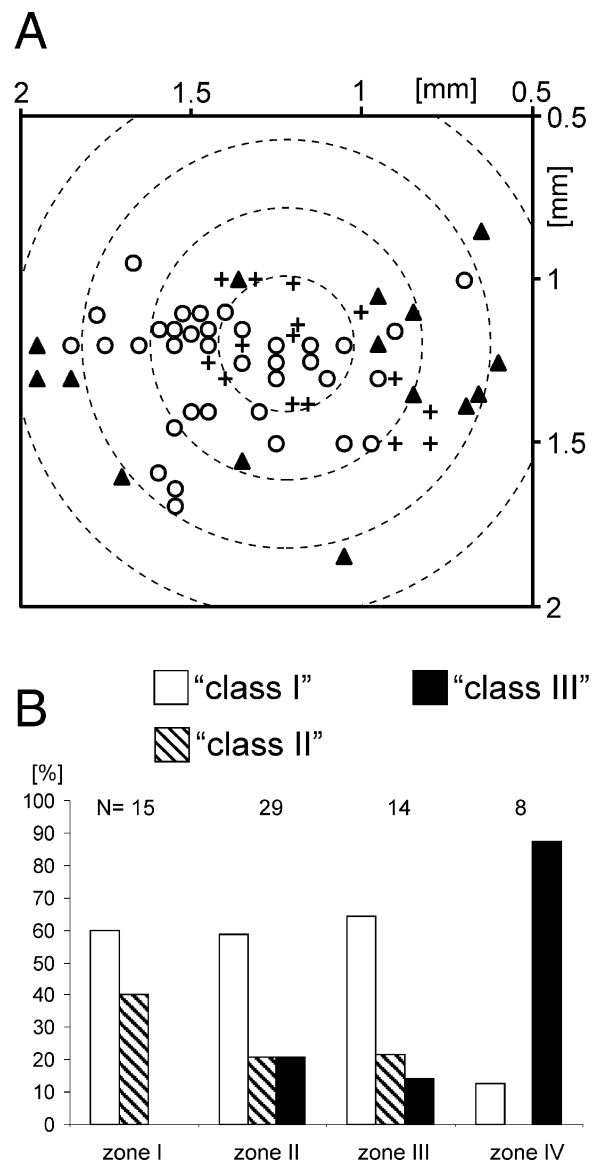 A
2 1.5 1 [mm] 0.5
0.5
[mm]
1
1.5
2
B
"class I" "class III"
"class II"
[%]
100
N= 15 29 14 8
90
80
70
60
50
40
30
20
10
0
zone I zone II zone III zone IV